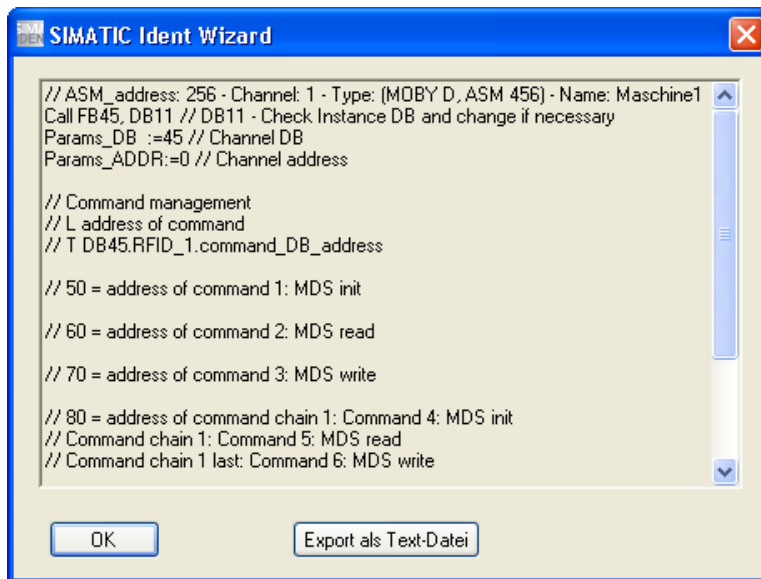 SIMATIC Ident Wizard
// ASM_address: 256 - Channel: 1 - Type: (MOBY D, ASM 456) - Name: Maschine1
Call FB45, DB11 // DB11 - Check Instance DB and change if necessary
Params_DB :=45 // Channel DB
Params_ADDR:=0 // Channel address
// Command management
// L address of command
// T DB45.RFID_1.command_DB_address
// 50 = address of command 1: MDS init
// 60 = address of command 2: MDS read
// 70 = address of command 3: MDS write
// 80 = address of command chain 1: Command 4: MDS init
// Command chain 1: Command 5: MDS read
// Command chain 1 last: Command 6: MDS write
OK
Export als Text-Datei